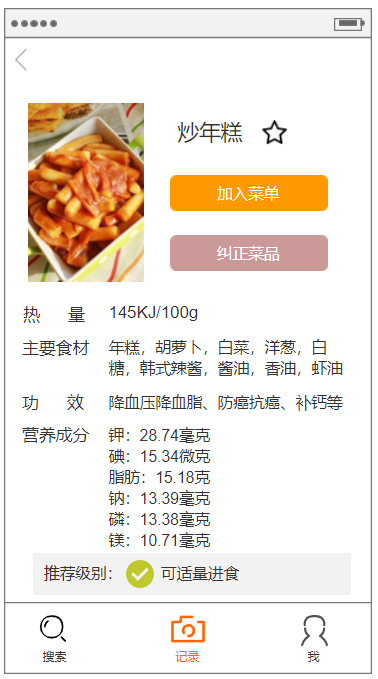 炒年糕
加入菜单
纠正菜品
热 量 145KJ/100g
主要食材 年糕，胡萝卜，白菜，洋葱，白
糖，韩式辣酱，酱油，香油，虾油
功 效 降血压降血脂、防癌抗癌、补钙等
营养成分 钾：28.74毫克
碘：15.34微克
脂肪：15.18克
钠：13.39毫克
磷：13.38毫克
镁：10.71毫克
推荐级别： 可适量进食
搜索 记录 我